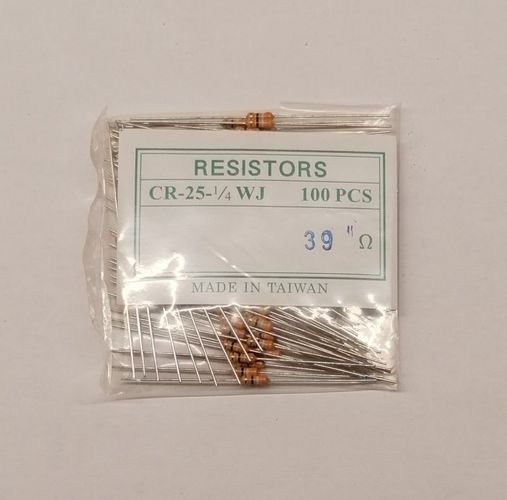 RESISTORS
CR-25-1/4 WJ 100 PCS
39 " Ω
MADE IN TAIWAN